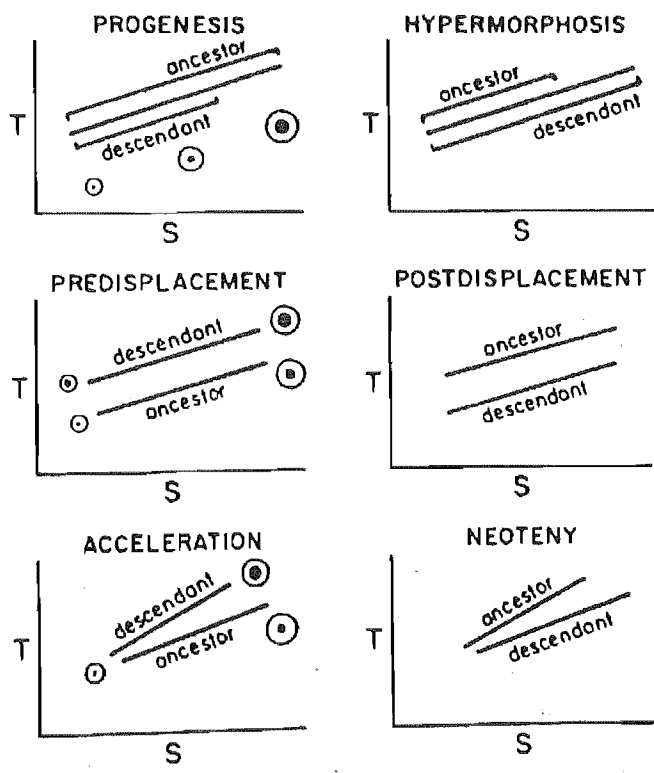 PROGENESIS
ancestor
T
descendant
S
HYPERMORPHOSIS
ancestor
T
descendant
S
PREDISPLACEMENT
descendant
T
ancestor
S
POSTDISPLACEMENT
ancestor
T
descendant
S
ACCELERATION
descendant
T
ancestor
S
NEOTENY
ancestor
T
descendant
S